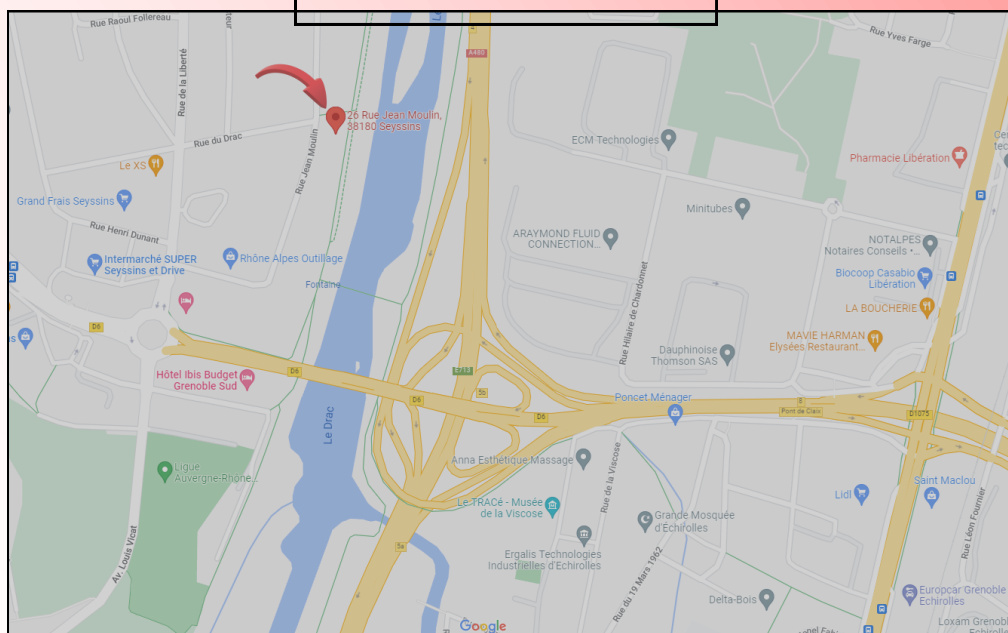 Rue Raoul Follereau
Rue de la Liberté
A480
Rue Yves Farge
26 Rue Jean Moulin,
38180 Seyssins
Rue du Drac
Rue Jean Moulin
ECM Technologies
Pharmacie Libération
Le XS
Grand Frais Seyssins
Minitubes
Rue Henri Dunant
ARAYMOND FLUID
CONNECTION...
NOTALPES
Notaires Conseils •...
Intermarché SUPER
Seyssins et Drive
Rhône Alpes Outillage
Biocoop Casabio
Libération
Fontaine
Rue Hilaire de Chardonnet
LA BOUCHERIE
D6
MAVIE HARMAN
Elysées Restaurant...
Dauphinoise
Thomson SAS
Hôtel Ibis Budget
Grenoble Sud
D6
E712
5b
D6
D6
Poncet Ménager
6
Pont de Claix
D1075
Le Drac
Anna Esthétique Massage
Rue de la Viscose
Ligue
Auvergne-Rhône...
Lidl
Saint Maclou
Le TRACé - Musée
de la Viscose
Grande Mosquée
d'Échirolles
Rue Léon Fournier
Av. Louis Vicat
5a
Ergalis Technologies
Industrielles d'Echirolles
Rue du 19 Mars 1962
Delta-Bois
Europcar Grenoble
Echirolles
Google
Loxam Grenob